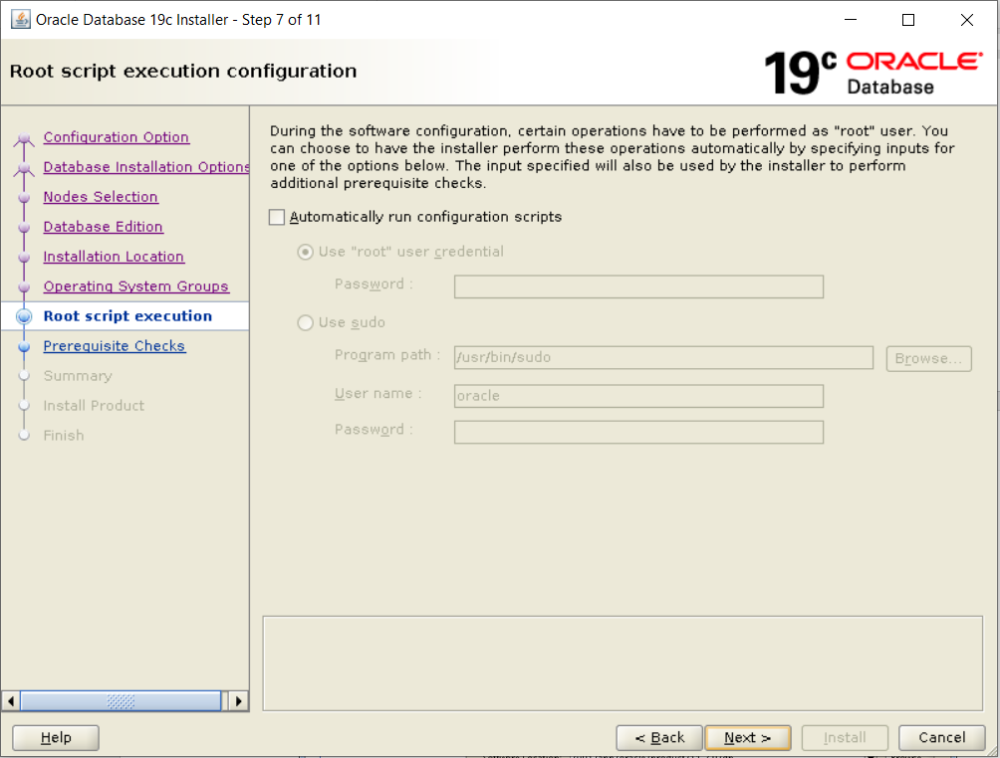 Oracle Database 19c Installer - Step 7 of 11
Root script execution configuration
19c ORACLE
Database
Configuration Option
Database Installation Options
Nodes Selection
Database Edition
Installation Location
Operating System Groups
Root script execution
Prerequisite Checks
Summary
Install Product
Finish
During the software configuration, certain operations have to be performed as "root" user. You
can choose to have the installer perform these operations automatically by specifying inputs for
one of the options below. The input specified will also be used by the installer to perform
additional prerequisite checks.
Automatically run configuration scripts
Use "root" user credential
Password :
Use sudo
Program path : /usr/bin/sudo Browse...
User name : oracle
Password :
Help < Back Next > Install Cancel